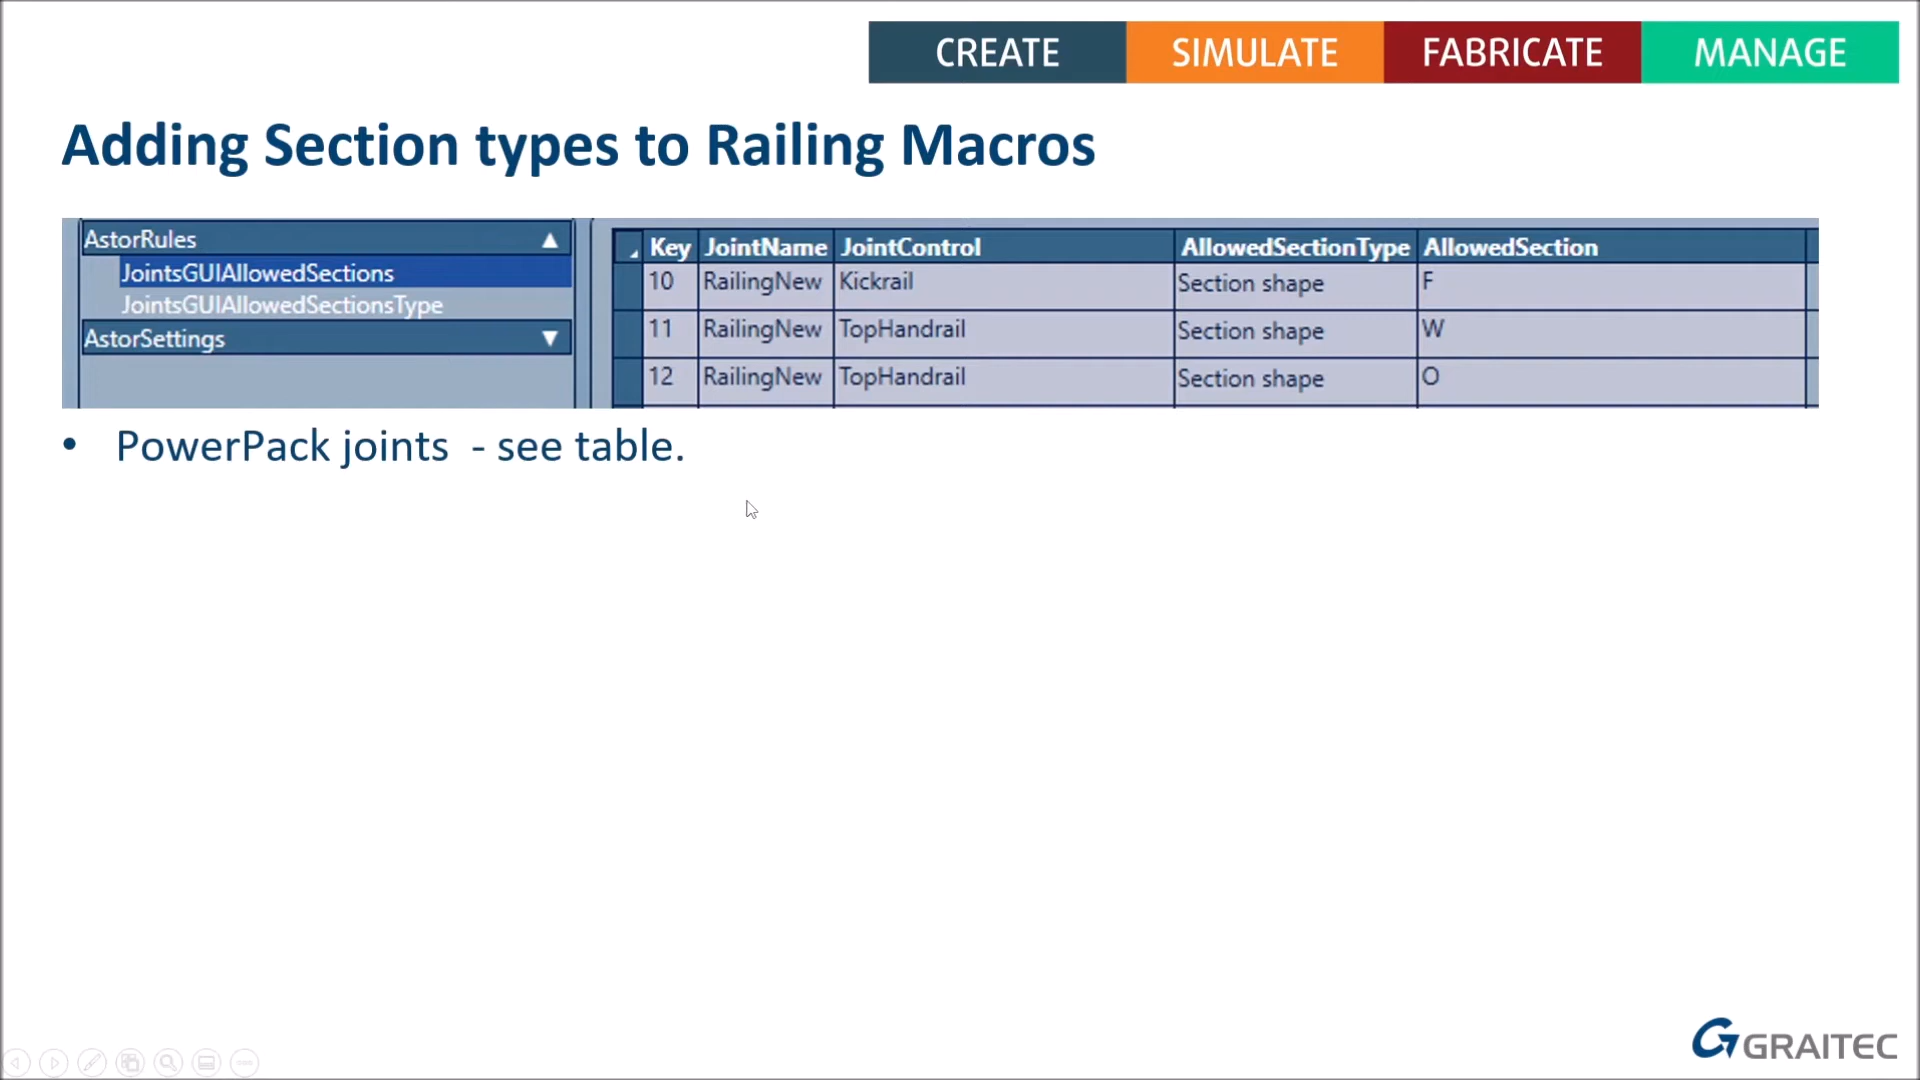 CREATE SIMULATE FABRICATE MANAGE
Adding Section types to Railing Macros
AstorRules
JointsGUIAllowedSections
JointsGUIAllowedSectionsType
AstorSettings
Key JointName JointControl AllowedSectionType AllowedSection
10 RailingNew Kickrail Section shape F
11 RailingNew TopHandrail Section shape W
12 RailingNew TopHandrail Section shape O
• PowerPack joints - see table.
GRAITEC